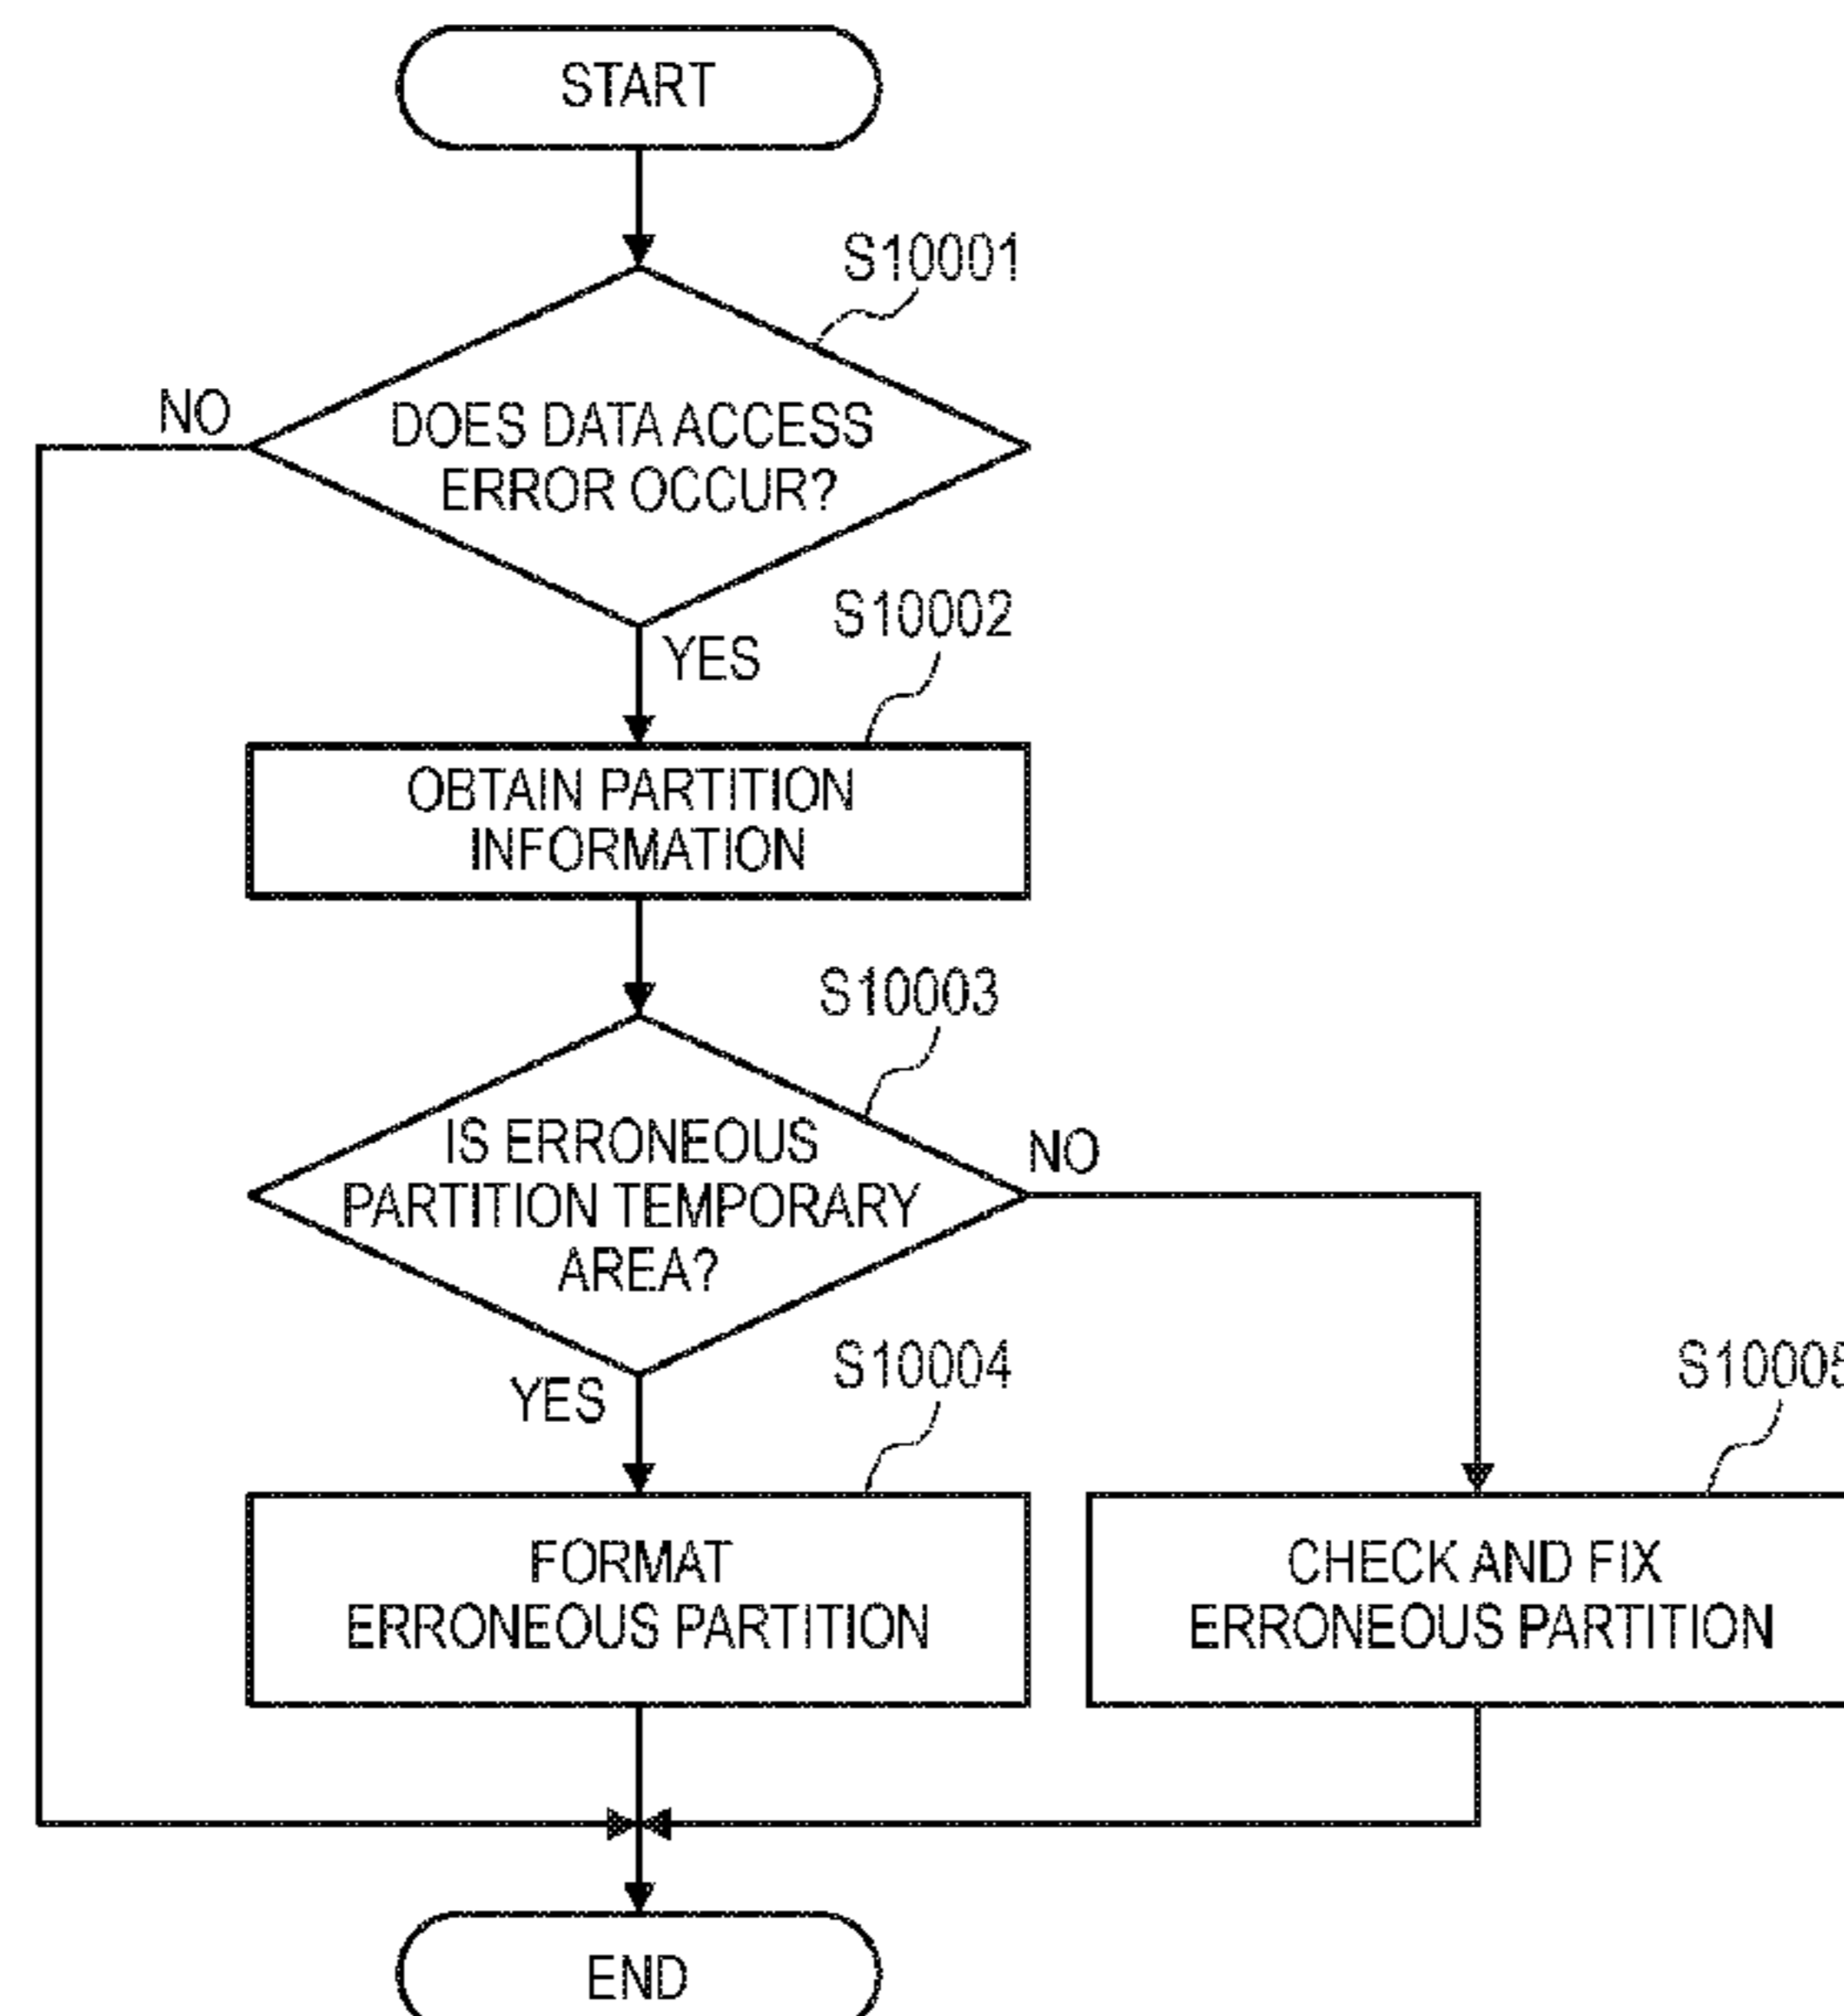 START
S10001
NO
DOES DATA ACCESS
ERROR OCCUR?
S10002
YES
OBTAIN PARTITION
INFORMATION
S10003
IS ERRONEOUS
PARTITION TEMPORARY
AREA?
NO
YES
S10004
S10005
FORMAT
ERRONEOUS PARTITION
CHECK AND FIX
ERRONEOUS PARTITION
END